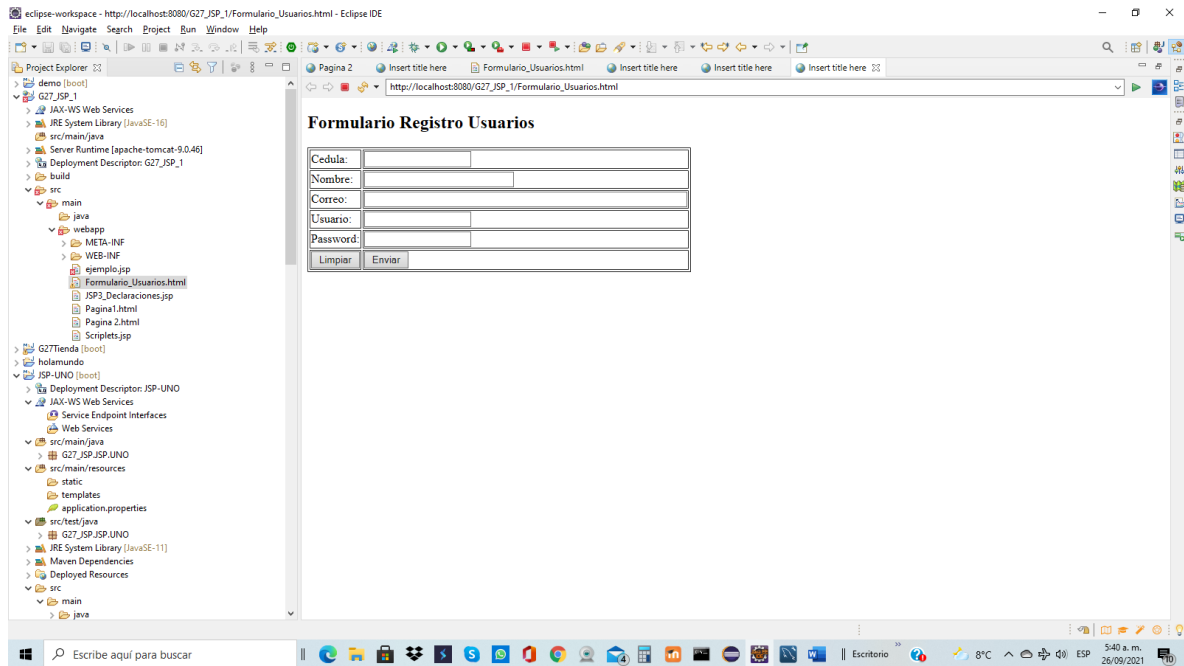 eclipse-workspace - http://localhost:8080/G27_JSP_1/Formulario_Usuarios.html - Eclipse IDE
File Edit Navigate Search Project Run Window Help
Project Explorer
Pagina 2 Insert title here Formulario_Usuarios.html Insert title here Insert title here Insert title here
http://localhost:8080/G27_JSP_1/Formulario_Usuarios.html
demo [boot]
G27_JSP_1
JAX-WS Web Services
JRE System Library [JavaSE-16]
src/main/java
Server Runtime [apache-tomcat-9.0.46]
Deployment Descriptor: G27_JSP_1
build
src
main
java
webapp
META-INF
WEB-INF
ejemplo.jsp
Formulario_Usuarios.html
JSP3_Declaraciones.jsp
Pagina1.html
Pagina 2.html
Scriplets.jsp
G27Tienda [boot]
holamundo
JSP-UNO [boot]
Deployment Descriptor: JSP-UNO
JAX-WS Web Services
Service Endpoint Interfaces
Web Services
src/main/java
G27_JSP.JSP.UNO
src/main/resources
static
templates
application.properties
src/test/java
G27_JSP.JSP.UNO
JRE System Library [JavaSE-11]
Maven Dependencies
Deployed Resources
src
main
java
Formulario Registro Usuarios
Cedula:
Nombre:
Correo:
Usuario:
Password:
Limpiar Enviar
Escribe aquí para buscar
Escritorio
8°C
ESP
5:40 a. m.
26/09/2021